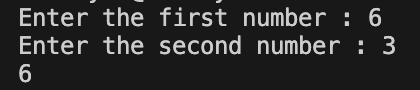 Enter the first number : 6
Enter the second number : 3
6